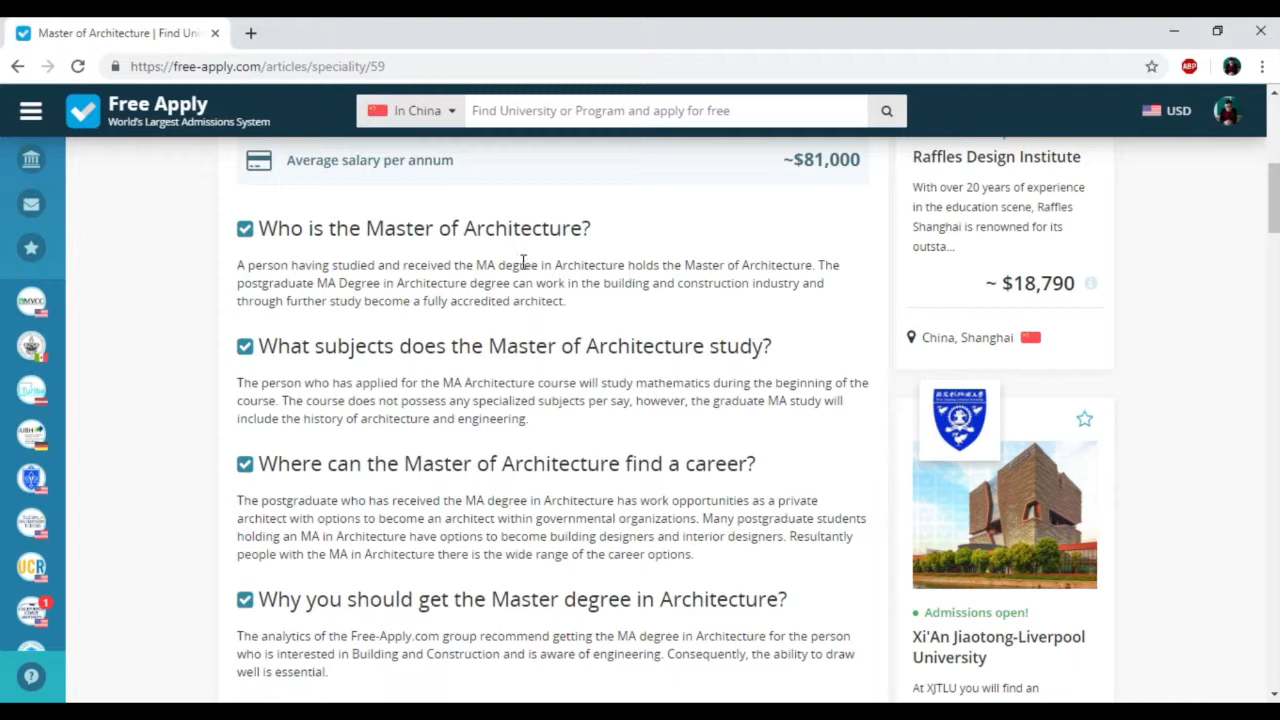 Master of Architecture | Find Uni
https://free-apply.com/articles/speciality/59
ABP
Free Apply
World's Largest Admissions System
In China
Find University or Program and apply for free
USD
Average salary per annum
~$81,000
Who is the Master of Architecture?
A person having studied and received the MA degree in Architecture holds the Master of Architecture. The
postgraduate MA Degree in Architecture degree can work in the building and construction industry and
through further study become a fully accredited architect.
What subjects does the Master of Architecture study?
The person who has applied for the MA Architecture course will study mathematics during the beginning of the
course. The course does not possess any specialized subjects per say, however, the graduate MA study will
include the history of architecture and engineering.
Where can the Master of Architecture find a career?
The postgraduate who has received the MA degree in Architecture has work opportunities as a private
architect with options to become an architect within governmental organizations. Many postgraduate students
holding an MA in Architecture have options to become building designers and interior designers. Resultantly
people with the MA in Architecture there is the wide range of the career options.
Why you should get the Master degree in Architecture?
The analytics of the Free-Apply.com group recommend getting the MA degree in Architecture for the person
who is interested in Building and Construction and is aware of engineering. Consequently, the ability to draw
well is essential.
Raffles Design Institute
With over 20 years of experience
in the education scene, Raffles
Shanghai is renowned for its
outsta...
~ $18,790
China, Shanghai
Admissions open!
Xi'An Jiaotong-Liverpool
University
At XJTLU you will find an
UCR
1